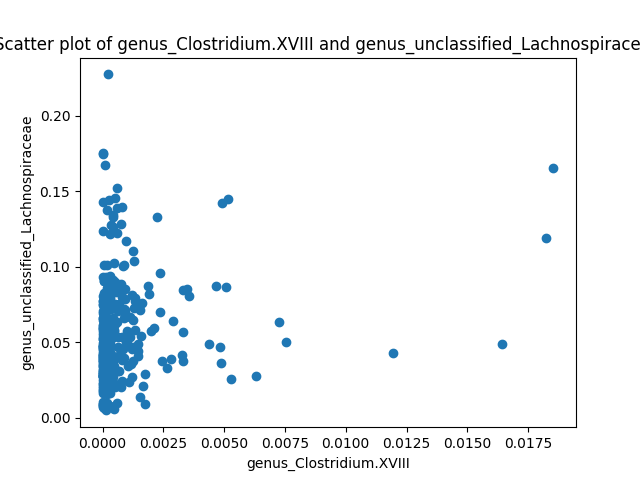 Scatter plot of genus_Clostridium.XVIII and genus_unclassified_Lachnospirace
genus_unclassified_Lachnospiraceae
0.20
0.15
0.10
0.05
0.00
0.0000 0.0025 0.0050 0.0075 0.0100 0.0125 0.0150 0.0175
genus_Clostridium.XVIII